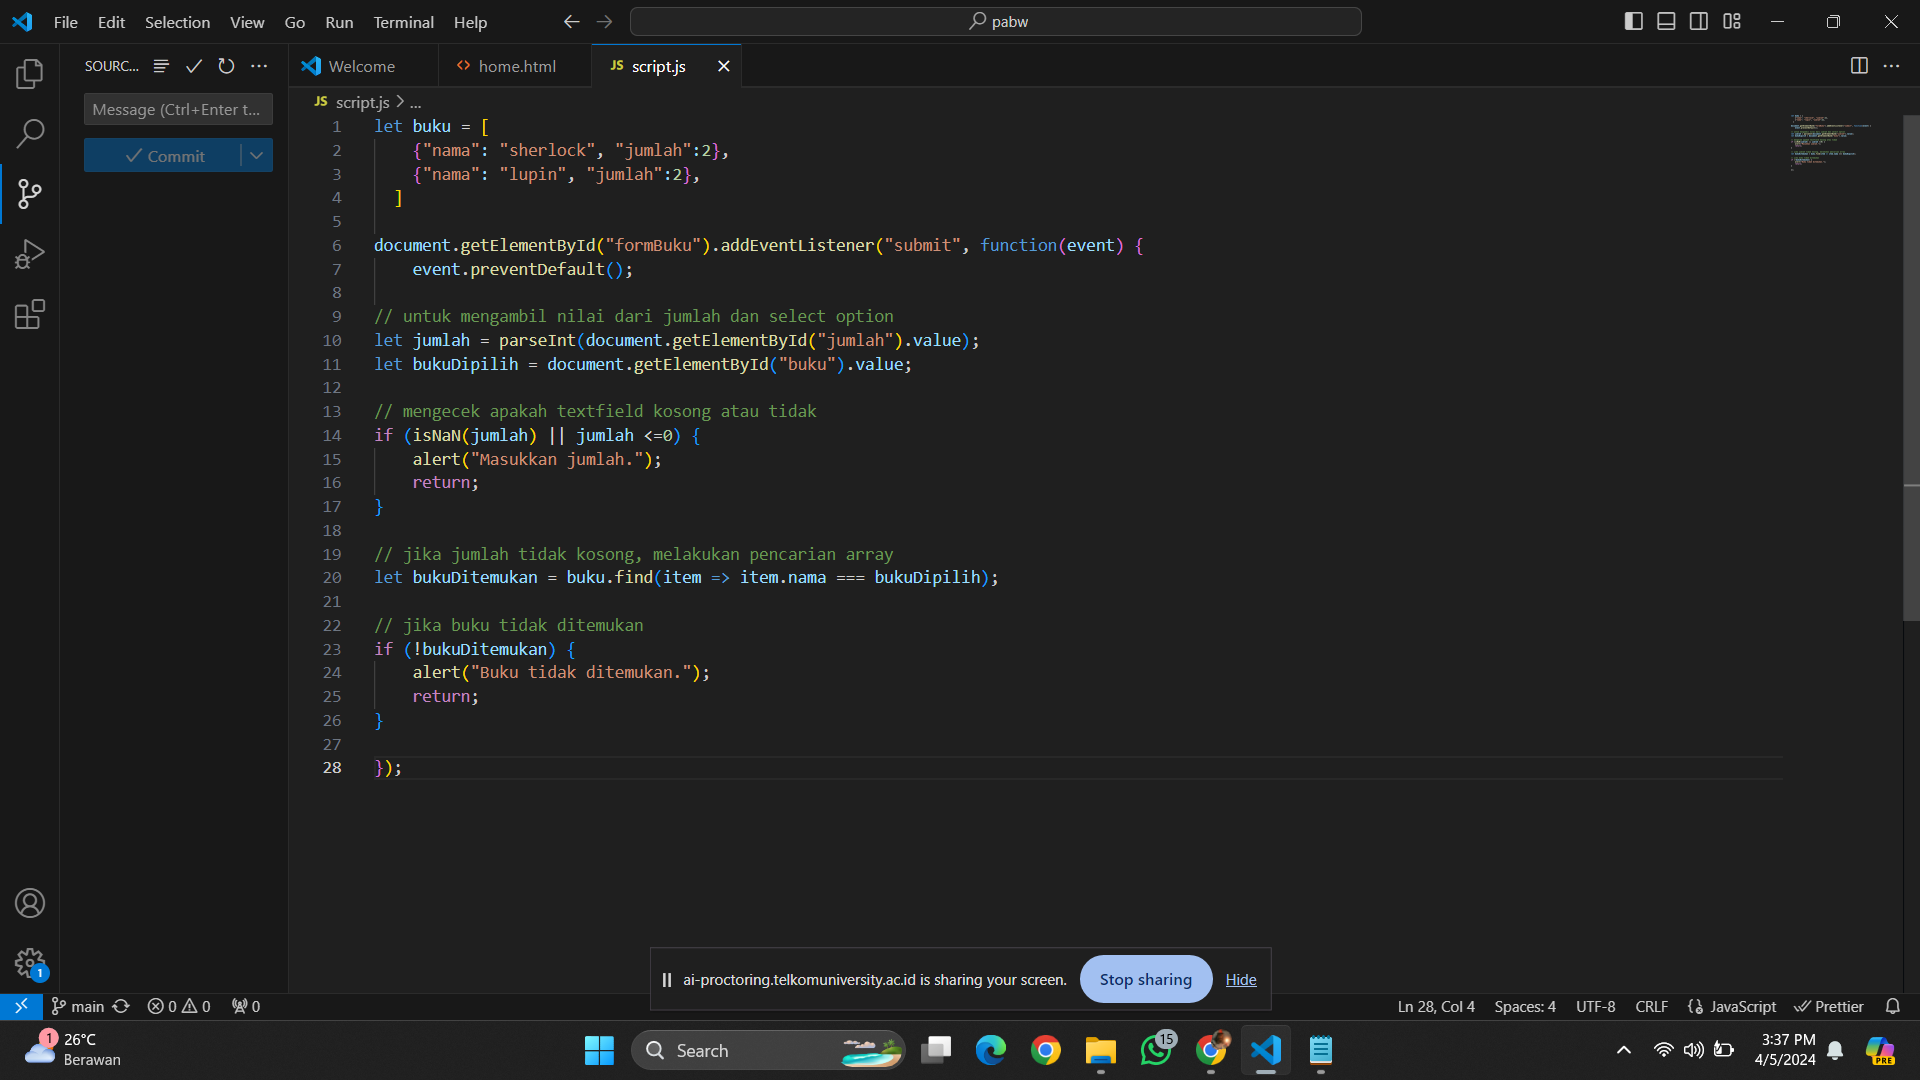 File Edit Selection View Go Run Terminal Help
pabw
SOURC...
Message (Ctrl+Enter t...
Commit
Welcome
home.html
JS script.js
JS script.js > ...
1 let buku = [
2 {"nama": "sherlock", "jumlah":2},
3 {"nama": "lupin", "jumlah":2},
4 ]
5
6 document.getElementById("formBuku").addEventListener("submit", function(event) {
7 event.preventDefault();
8
9 // untuk mengambil nilai dari jumlah dan select option
10 let jumlah = parseInt(document.getElementById("jumlah").value);
11 let bukuDipilih = document.getElementById("buku").value;
12
13 // mengecek apakah textfield kosong atau tidak
14 if (isNaN(jumlah) || jumlah <=0) {
15 alert("Masukkan jumlah.");
16 return;
17 }
18
19 // jika jumlah tidak kosong, melakukan pencarian array
20 let bukuDitemukan = buku.find(item => item.nama === bukuDipilih);
21
22 // jika buku tidak ditemukan
23 if (!bukuDitemukan) {
24 alert("Buku tidak ditemukan.");
25 return;
26 }
27
28 });
1
ai-proctoring.telkomuniversity.ac.id is sharing your screen. Stop sharing Hide
main 0 0 0
Ln 28, Col 4 Spaces: 4 UTF-8 CRLF JavaScript Prettier
1
26°C
Berawan
Search
15
3:37 PM
4/5/2024
PRE